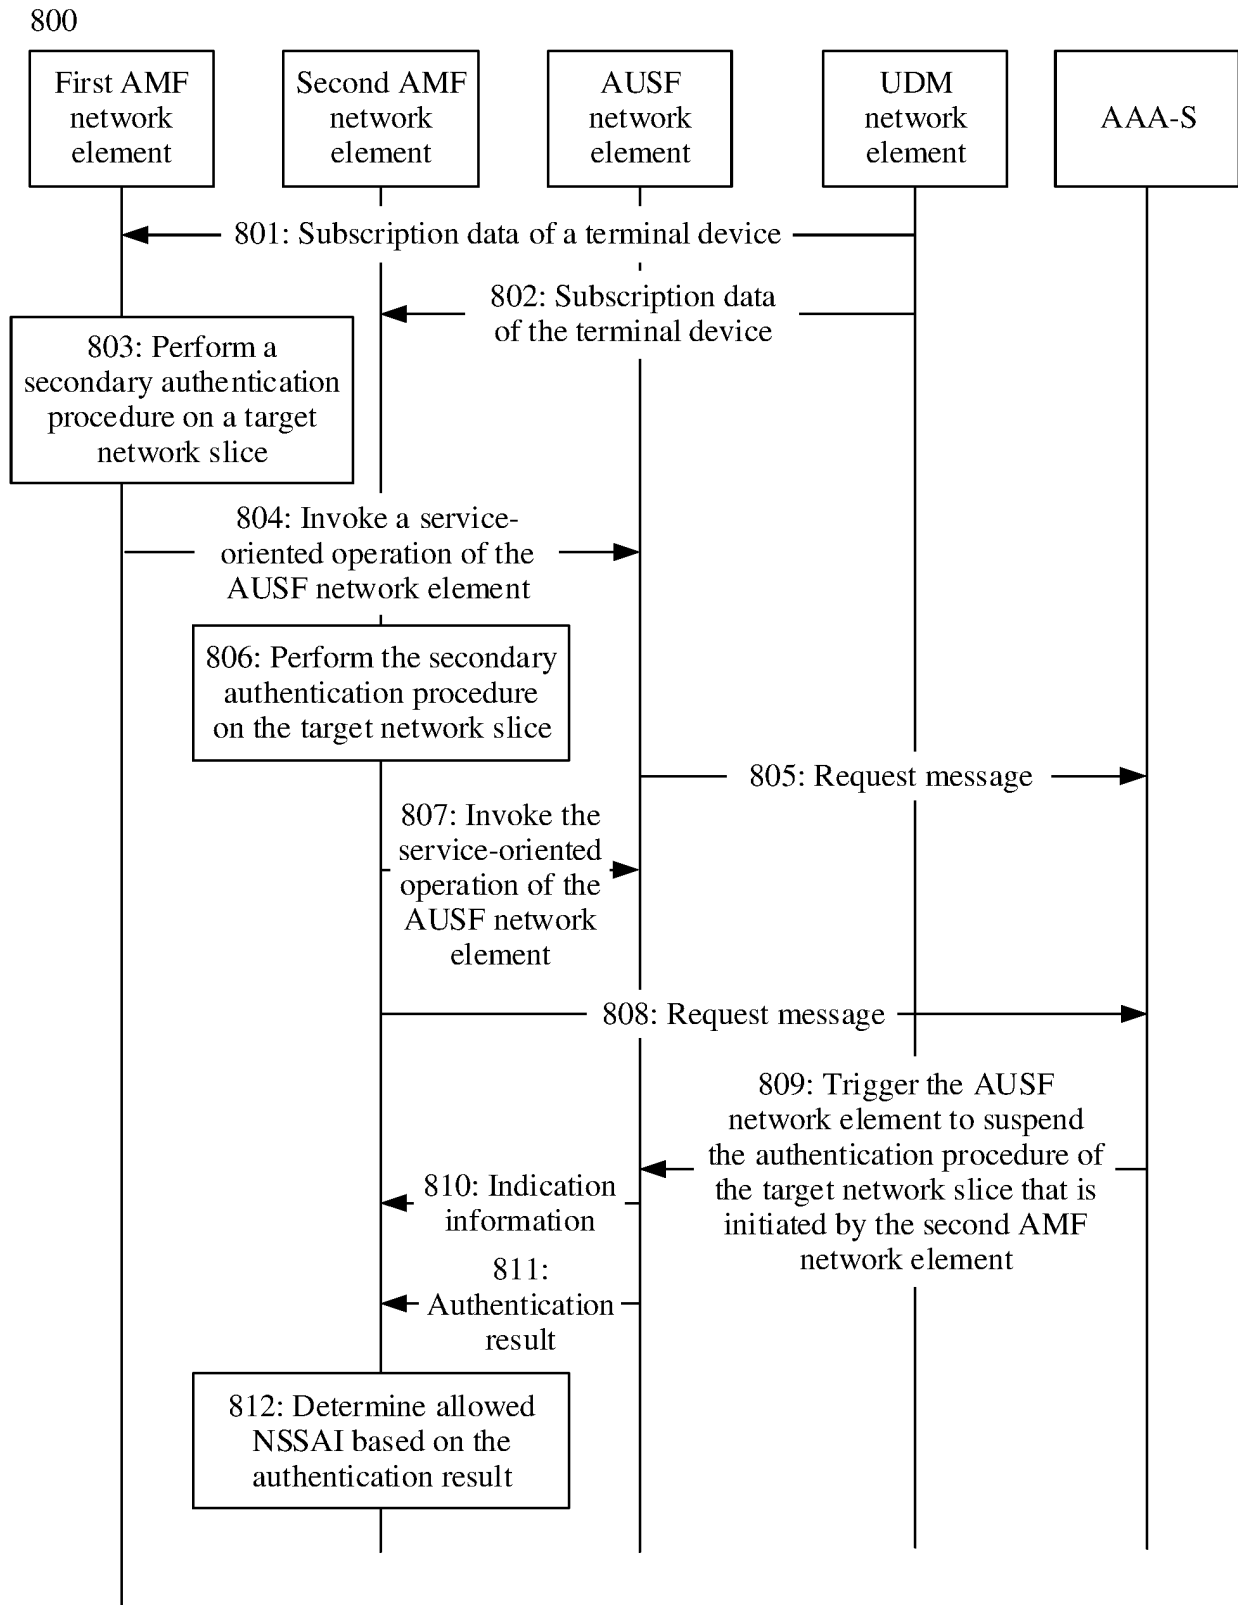 800
First AMF
network
element
Second AMF
network
element
AUSF
network
element
UDM
network
element
AAA-S
801: Subscription data of a terminal device
802: Subscription data
of the terminal device
803: Perform a
secondary authentication
procedure on a target
network slice
804: Invoke a service-
oriented operation of the
AUSF network element
806: Perform the secondary
authentication procedure
on the target network slice
805: Request message
807: Invoke the
service-oriented
operation of the
AUSF network
element
808: Request message
809: Trigger the AUSF
network element to suspend
the authentication procedure of
the target network slice that is
initiated by the second AMF
network element
810: Indication
information
811:
Authentication
result
812: Determine allowed
NSSAI based on the
authentication result